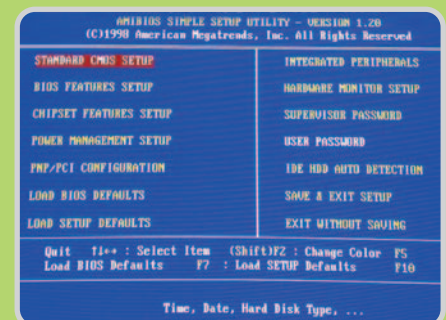 AMIBIOS SIMPLE SETUP UTILITY - VERSION 1.20
(C)1998 American Megatrends, Inc. All Rights Reserved
STANDARD CMOS SETUP
BIOS FEATURES SETUP
CHIPSET FEATURES SETUP
POWER MANAGEMENT SETUP
PNP/PCI CONFIGURATION
LOAD BIOS DEFAULTS
LOAD SETUP DEFAULTS
INTEGRATED PERIPHERALS
HARDWARE MONITOR SETUP
SUPERVISOR PASSWORD
USER PASSWORD
IDE HDD AUTO DETECTION
SAVE & EXIT SETUP
EXIT WITHOUT SAVING
Quit ↑↓↔ : Select Item (Shift)F2 : Change Color F5
Load BIOS Defaults F7 : Load SETUP Defaults F10
Time, Date, Hard Disk Type, ...